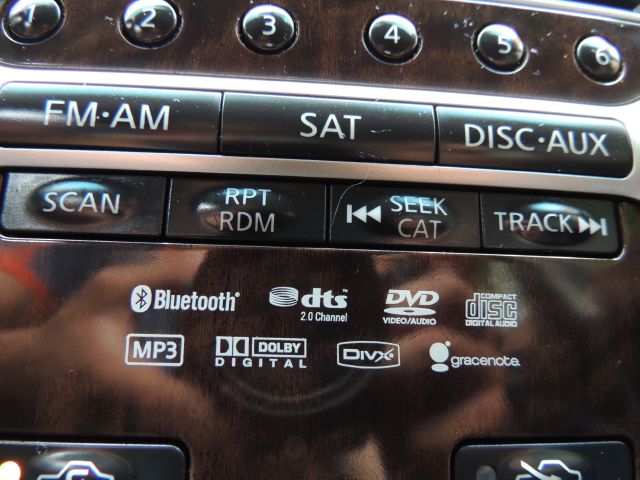 1 2 3 4 5 6
FM·AM SAT DISC·AUX
SCAN RPT RDM SEEK CAT TRACK
Bluetooth® dts 2.0 Channel DVD VIDEO/AUDIO COMPACT disc DIGITAL AUDIO
MP3 DOLBY DIGITAL DIVX gracenote.